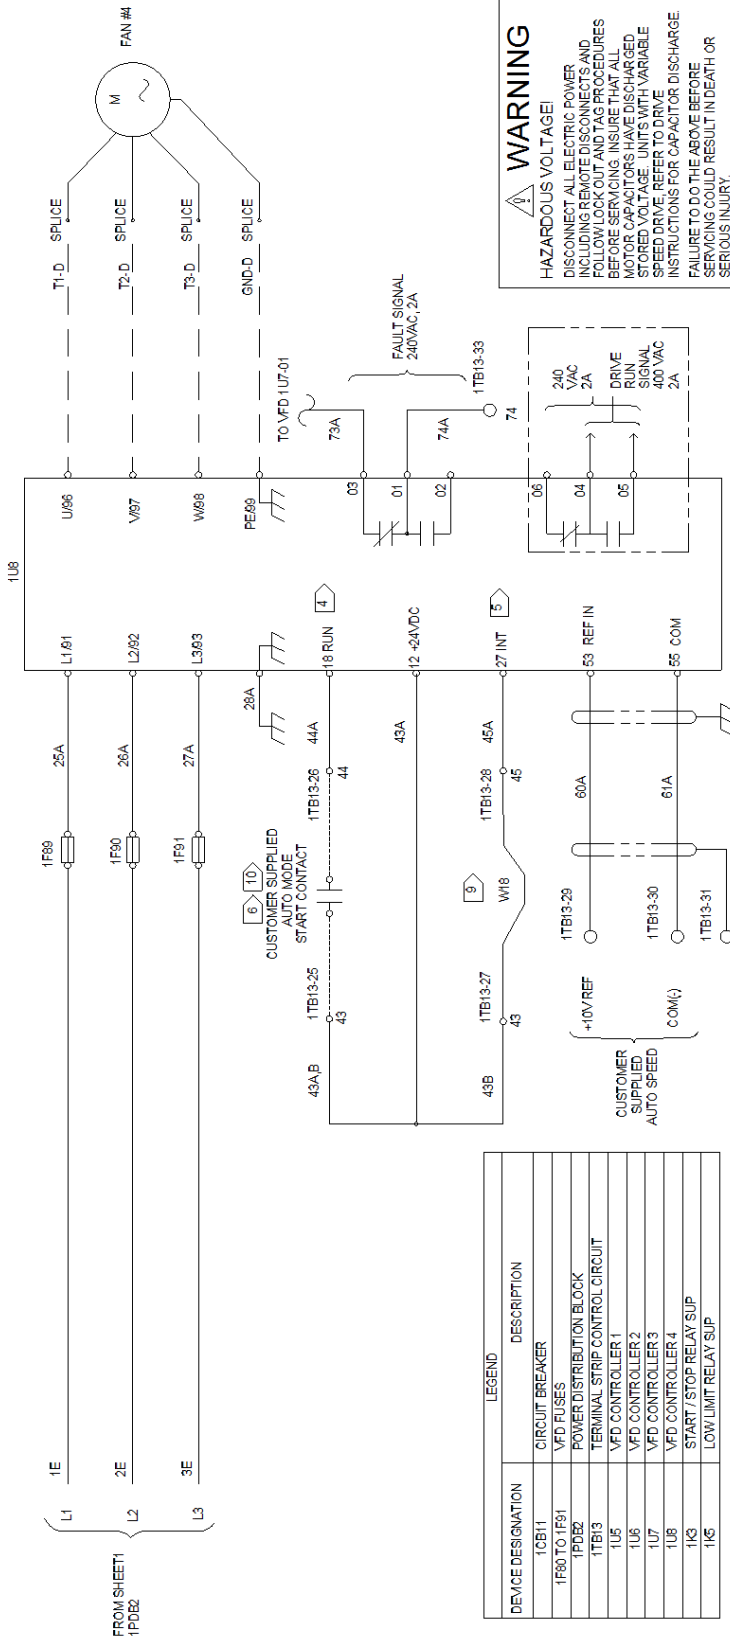 FROM SHEET1
1PDB2
L1
L2
L3
1E
2E
3E
1F89
1F90
1F91
25A
26A
27A
28A
1U8
L1/91
L2/92
L3/93
U/96
V/97
W/98
PE/99
T1-D
T2-D
T3-D
GND-D
SPLICE
SPLICE
SPLICE
SPLICE
M
FAN #4
6
10
CUSTOMER SUPPLIED
AUTO MODE
START CONTACT
43A,B
1TB13-25
43
1TB13-26
44
44A
18 RUN
4
43A
12 +24VDC
43B
1TB13-27
43
9
W18
1TB13-28
45
45A
27 INT
5
CUSTOMER
SUPPLIED
AUTO SPEED
+10V REF
COM(-)
1TB13-29
1TB13-30
1TB13-31
60A
61A
53 REF IN
55 COM
03
01
02
73A
TO VFD 1U7-01
74A
FAULT SIGNAL
240VAC, 2A
1TB13-33
74
06
04
05
240
VAC
2A
DRIVE
RUN
SIGNAL
400 VAC
2A
WARNING
HAZARDOUS VOLTAGE!
DISCONNECT ALL ELECTRIC POWER
INCLUDING REMOTE DISCONNECTS AND
FOLLOW LOCK OUT AND TAG PROCEDURES
BEFORE SERVICING. INSURE THAT ALL
MOTOR CAPACITORS HAVE DISCHARGED
STORED VOLTAGE. UNITS WITH VARIABLE
SPEED DRIVE, REFER TO DRIVE
INSTRUCTIONS FOR CAPACITOR DISCHARGE.
FAILURE TO DO THE ABOVE BEFORE
SERVICING COULD RESULT IN DEATH OR
SERIOUS INJURY.
LEGEND
DEVICE DESIGNATION DESCRIPTION
1CB11 CIRCUIT BREAKER
1F80 TO 1F91 VFD FUSES
1PDB2 POWER DISTRIBUTION BLOCK
1TB13 TERMINAL STRIP CONTROL CIRCUIT
1U5 VFD CONTROLLER 1
1U6 VFD CONTROLLER 2
1U7 VFD CONTROLLER 3
1U8 VFD CONTROLLER 4
1K3 START / STOP RELAY SUP
1K5 LOW LIMIT RELAY SUP